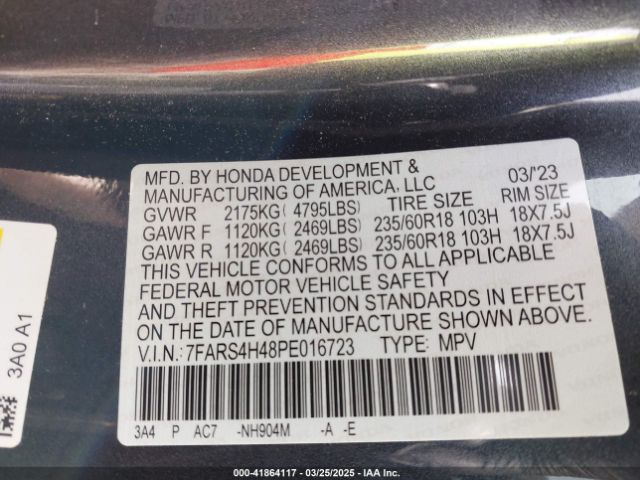 MFD. BY HONDA DEVELOPMENT & 03/'23
MANUFACTURING OF AMERICA, LLC
TIRE SIZE RIM SIZE
GVWR 2175KG( 4795LBS)
GAWR F 1120KG( 2469LBS) 235/60R18 103H 18X7.5J
GAWR R 1120KG( 2469LBS) 235/60R18 103H 18X7.5J
THIS VEHICLE CONFORMS TO ALL APPLICABLE
FEDERAL MOTOR VEHICLE SAFETY
AND THEFT PREVENTION STANDARDS IN EFFECT
ON THE DATE OF MANUFACTURE SHOWN ABOVE.
V.I.N.: 7FARS4H48PE016723 TYPE: MPV
3A4 P AC7 -NH904M -A -E
3A0 A1
000-41864117 - 03/25/2025 - IAA Inc.